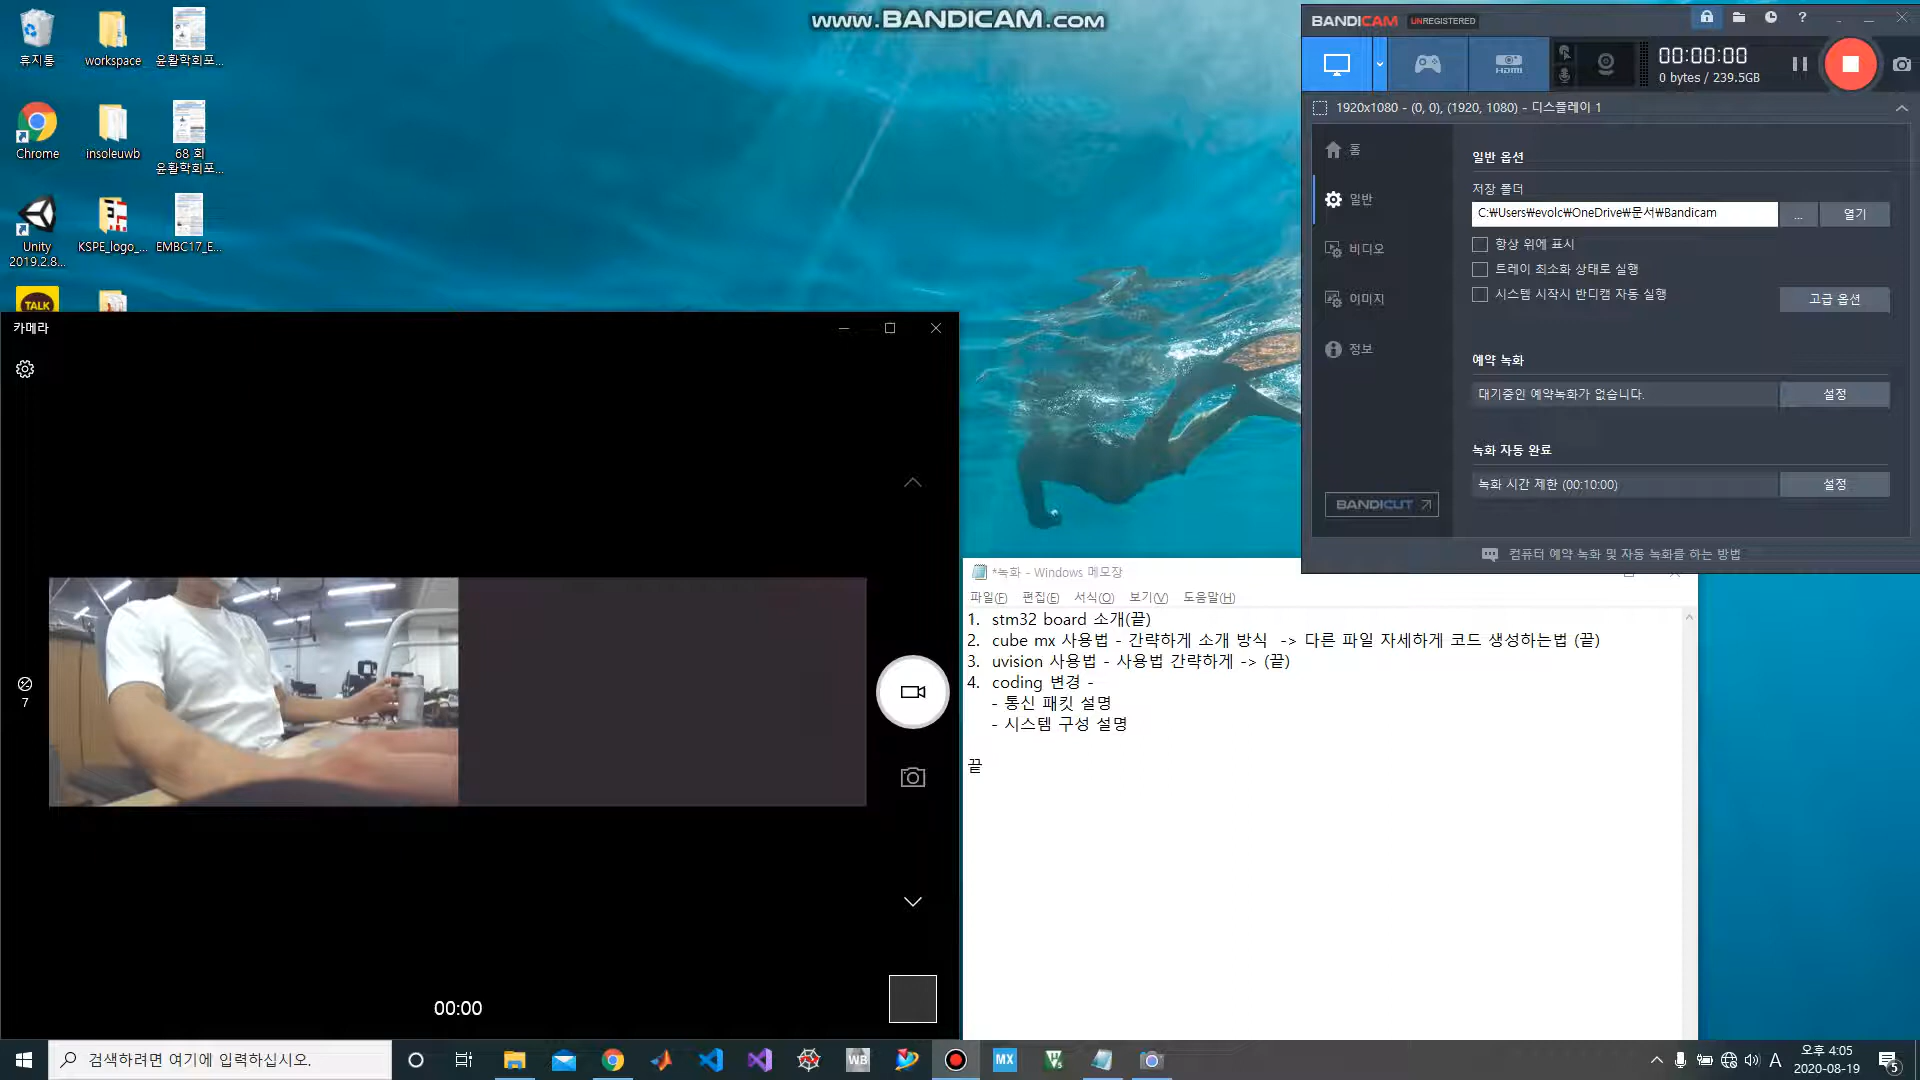 www.BANDICAM.com
휴지통
workspace
윤활학회포...
Chrome
insoleuwb
68 회
윤활학회포...
Unity
2019.2.8...
KSPE_logo_...
EMBC17_E...
TALK
카메라
7
00:00
BANDICAM UNREGISTERED
HDMI
00:00:00
0 bytes / 239.5GB
1920x1080 - (0, 0), (1920, 1080) - 디스플레이 1
홈
일반
비디오
이미지
정보
BANDICUT
일반 옵션
저장 폴더
C:₩Users₩evolc₩OneDrive₩문서₩Bandicam
...
열기
항상 위에 표시
트레이 최소화 상태로 실행
시스템 시작시 반디캠 자동 실행
고급 옵션
예약 녹화
대기중인 예약녹화가 없습니다.
설정
녹화 자동 완료
녹화 시간 제한 (00:10:00)
설정
컴퓨터 예약 녹화 및 자동 녹화를 하는 방법
*녹화 - Windows 메모장
파일(F) 편집(E) 서식(O) 보기(V) 도움말(H)
1. stm32 board 소개(끝)
2. cube mx 사용법 - 간략하게 소개 방식 -> 다른 파일 자세하게 코드 생성하는법 (끝)
3. uvision 사용법 - 사용법 간략하게 -> (끝)
4. coding 변경 -
- 통신 패킷 설명
- 시스템 구성 설명
끝
검색하려면 여기에 입력하십시오.
WB
MX
A
오후 4:05
2020-08-19
5